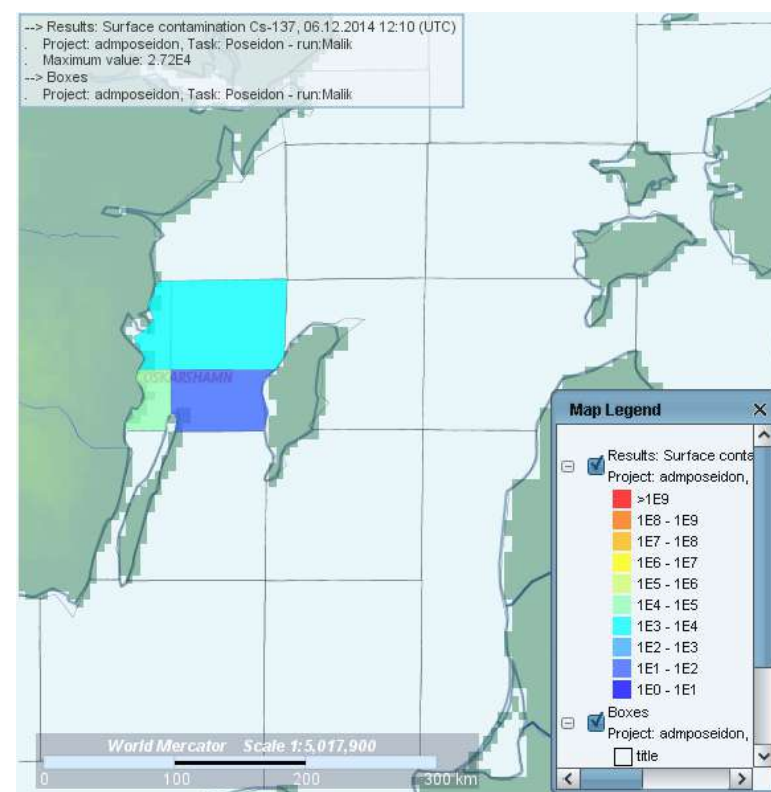 --> Results: Surface contamination Cs-137, 06.12.2014 12:10 (UTC)
. Project: admposeidon, Task: Poseidon - run:Malik
. Maximum value: 2.72E4
--> Boxes
. Project: admposeidon, Task: Poseidon - run:Malik
OSKARSHAMN
Map Legend
Results: Surface conta
Project: admposeidon,
>1E9
1E8 - 1E9
1E7 - 1E8
1E6 - 1E7
1E5 - 1E6
1E4 - 1E5
1E3 - 1E4
1E2 - 1E3
1E1 - 1E2
1E0 - 1E1
Boxes
Project: admposeidon,
title
World Mercator Scale 1:5,017,900
0 100 200 300 km